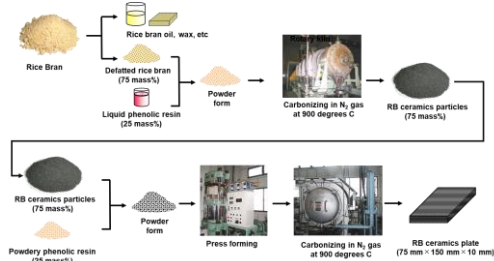 Rice Bran
Rice bran oil, wax, etc
Defatted rice bran
(75 mass%)
Liquid phenolic resin
(25 mass%)
Powder
form
Rotary kiln
Carbonizing in N2 gas
at 900 degrees C
RB ceramics particles
(75 mass%)
RB ceramics particles
(75 mass%)
Powdery phenolic resin
(25 mass%)
Powder
form
Press forming
Carbonizing in N2 gas
at 900 degrees C
RB ceramics plate
(75 mm×150 mm×10 mm)